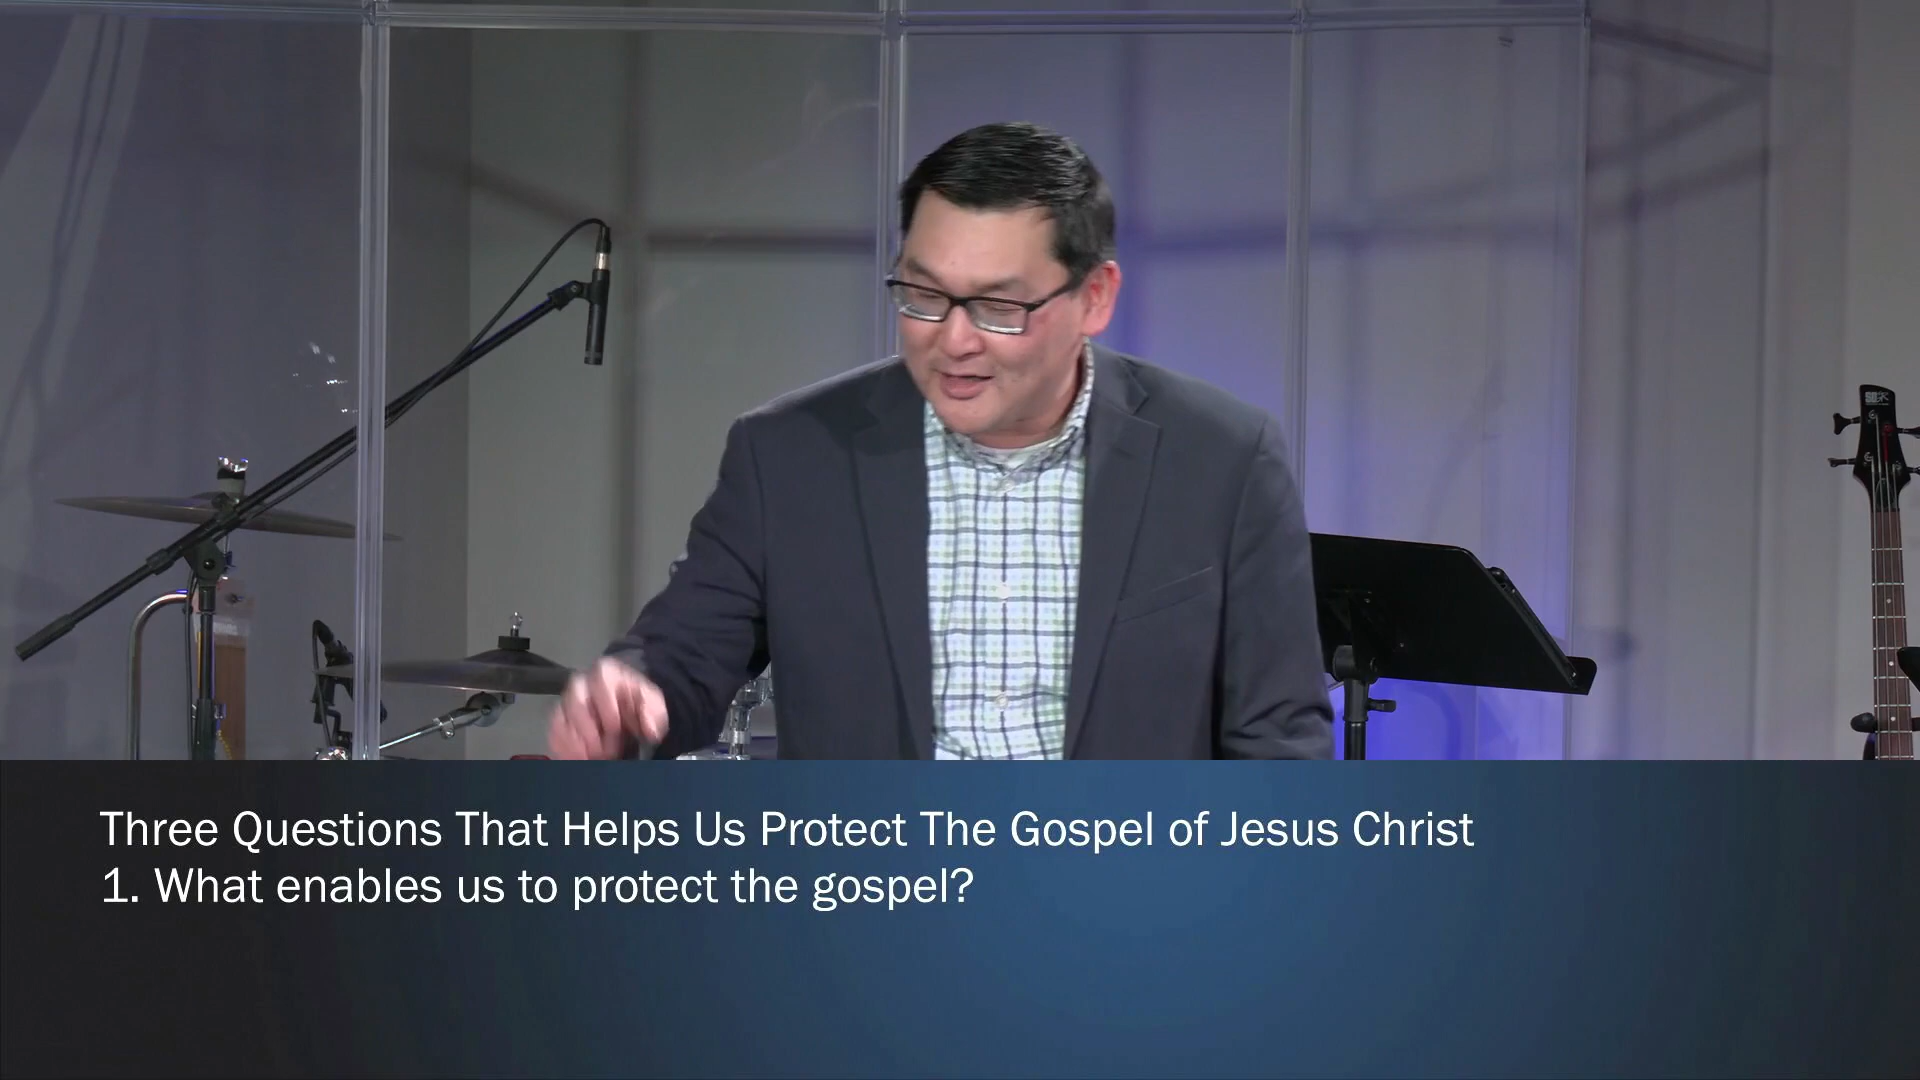 Three Questions That Helps Us Protect The Gospel of Jesus Christ
1. What enables us to protect the gospel?